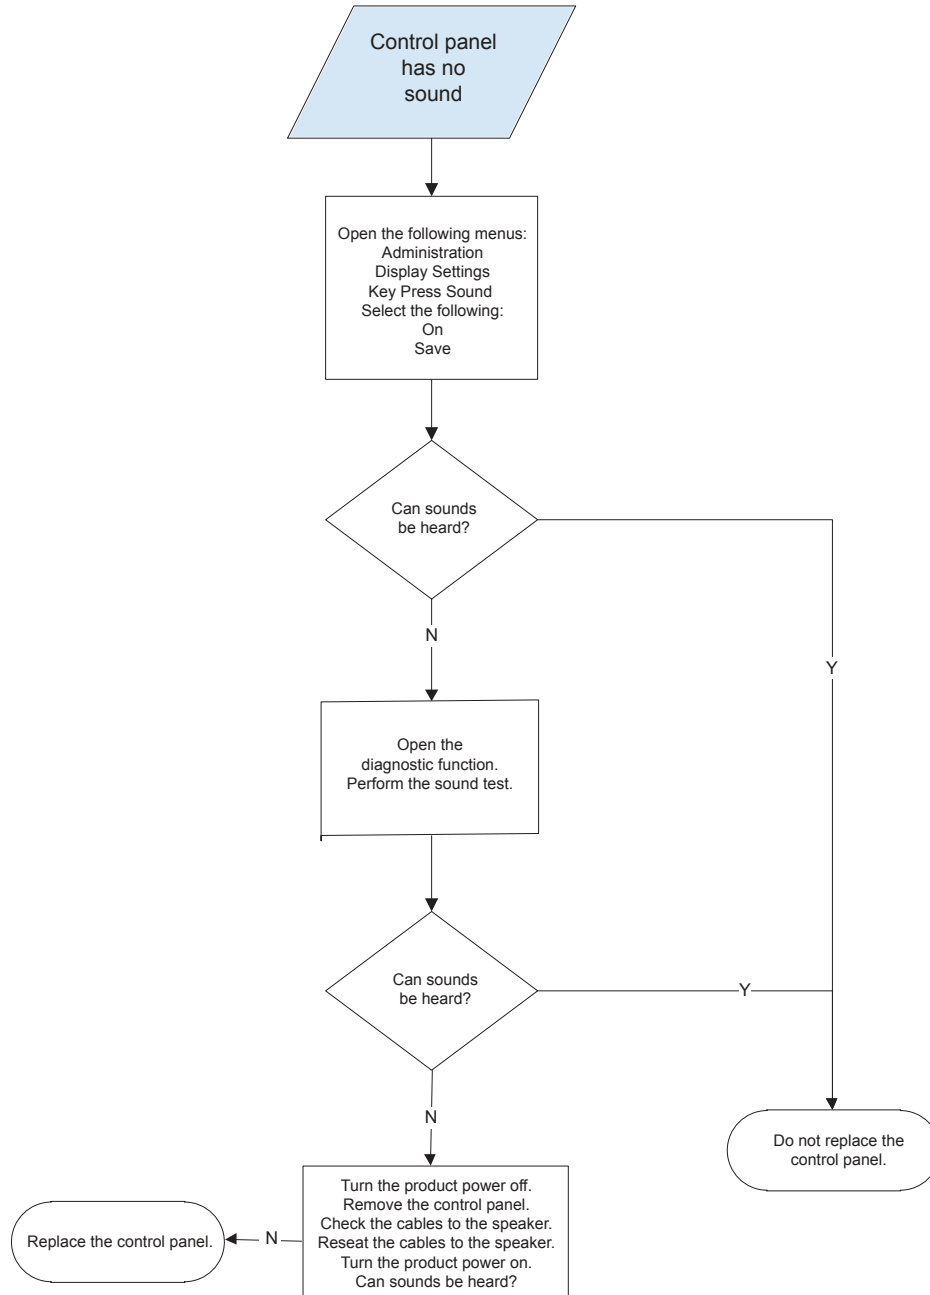 Control panel
has no
sound
Open the following menus:
Administration
Display Settings
Key Press Sound
Select the following:
On
Save
Can sounds
be heard?
N
Y
Open the
diagnostic function.
Perform the sound test.
Can sounds
be heard?
Y
N
Do not replace the
control panel.
Turn the product power off.
Remove the control panel.
Check the cables to the speaker.
Reseat the cables to the speaker.
Turn the product power on.
Can sounds be heard?
N
Replace the control panel.